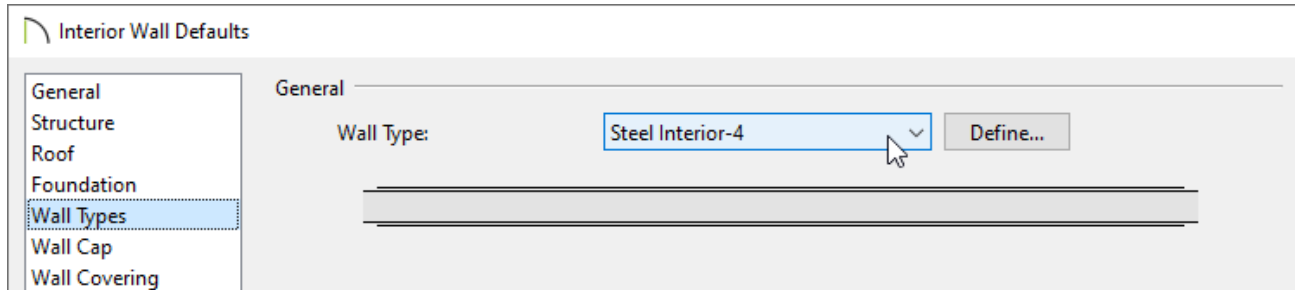 Interior Wall Defaults
General
Structure
Roof
Foundation
Wall Types
Wall Cap
Wall Covering
General
Wall Type: Steel Interior-4 Define...